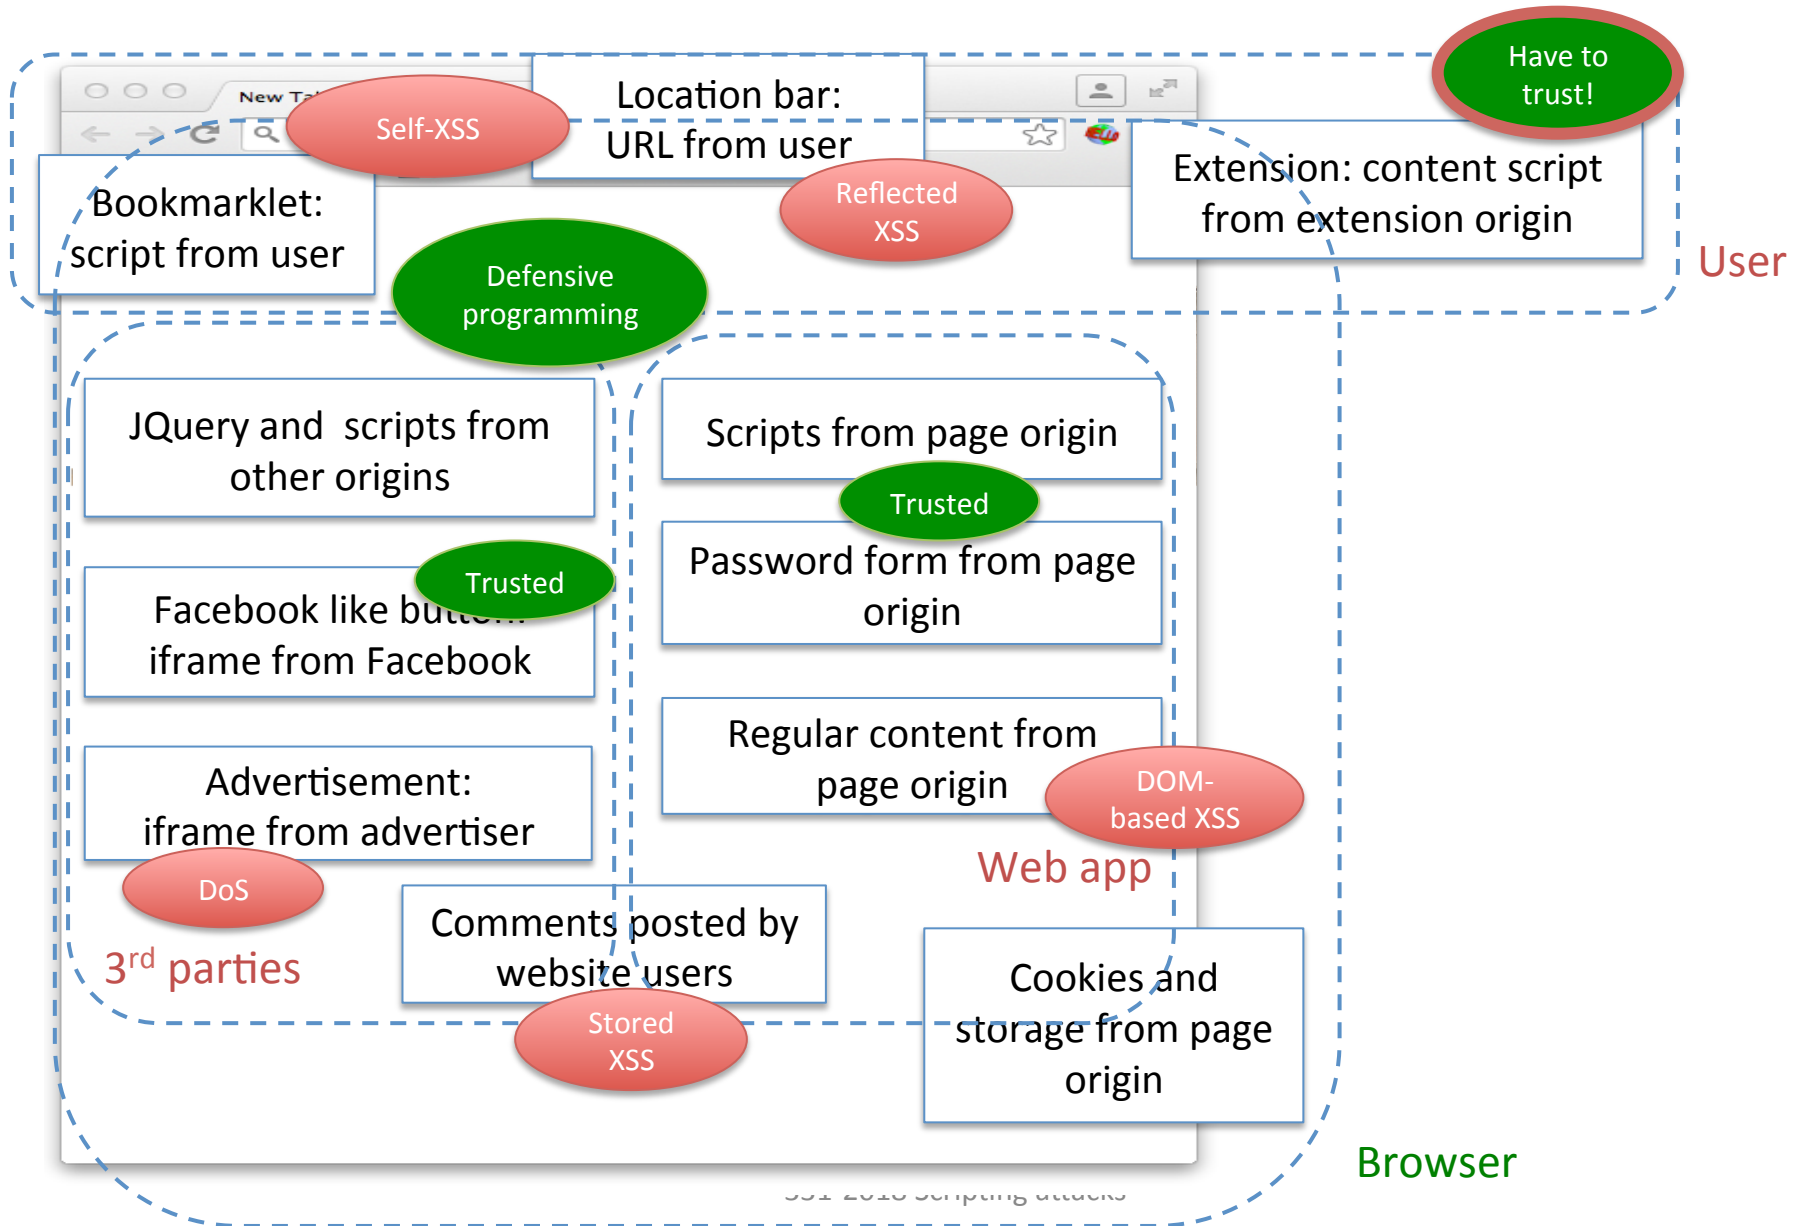 Have to
trust!
New Ta
Self-XSS
Location bar:
URL from user
Bookmarklet:
script from user
Reflected
XSS
Extension: content script
from extension origin
User
Defensive
programming
JQuery and scripts from
other origins
Scripts from page origin
Trusted
Trusted
Facebook like button:
iframe from Facebook
Password form from page
origin
Regular content from
page origin
DOM-
based XSS
Advertisement:
iframe from advertiser
DoS
Web app
3rd parties
Comments posted by
website users
Stored
XSS
Cookies and
storage from page
origin
Browser
2018 Scripting attacks